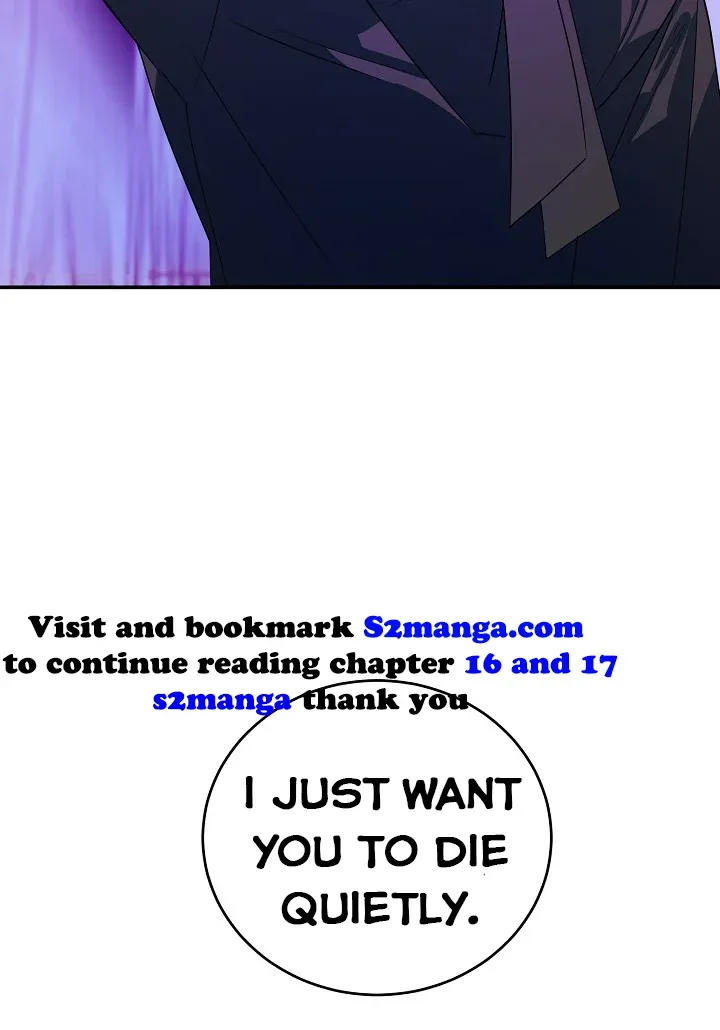 Visit and bookmark S2manga.com
to continue reading chapter 16 and 17
s2manga thank you
I JUST WANT
YOU TO DIE
QUIETLY.